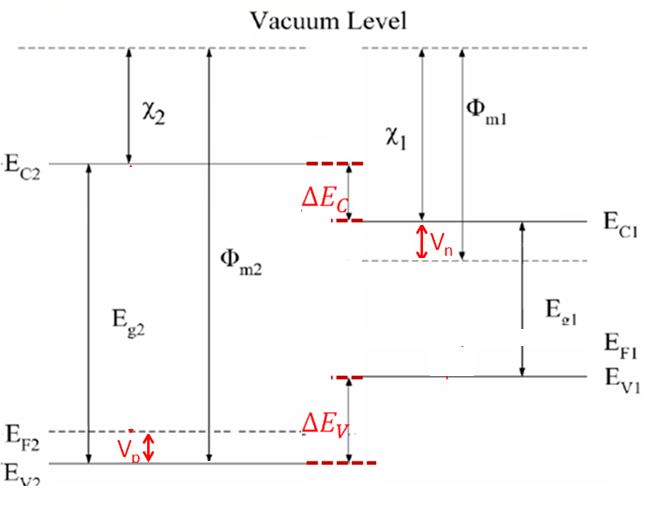 Vacuum Level
χ2
Φm1
χ1
EC2
ΔEC
EC1
Vn
Φm2
Eg2
Eg1
EF1
EV1
EF2
Vp
ΔEV
EV2